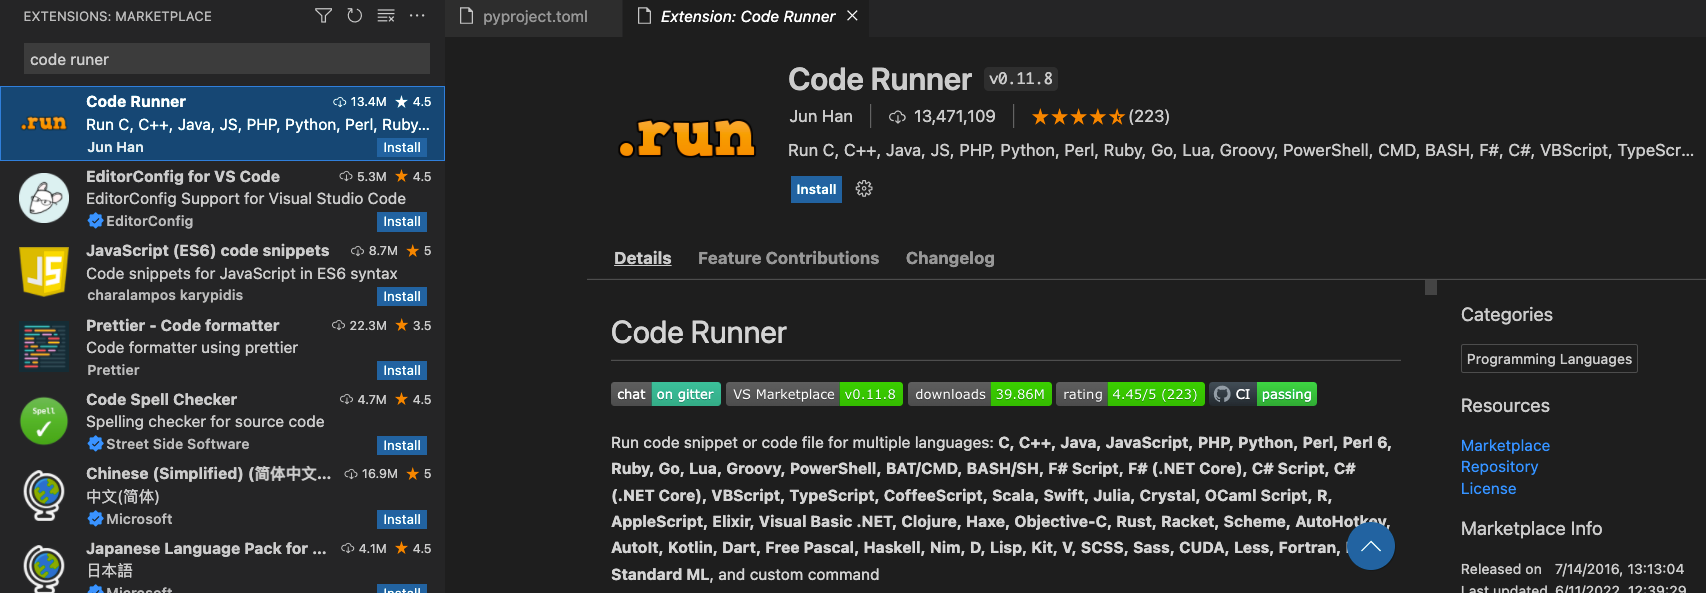 EXTENSIONS: MARKETPLACE
code runer
Code Runner 13.4M ★ 4.5
Run C, C++, Java, JS, PHP, Python, Perl, Ruby...
Jun Han Install
EditorConfig for VS Code 5.3M ★ 4.5
EditorConfig Support for Visual Studio Code
EditorConfig Install
JavaScript (ES6) code snippets 8.7M ★ 5
Code snippets for JavaScript in ES6 syntax
charalampos karypidis Install
Prettier - Code formatter 22.3M ★ 3.5
Code formatter using prettier
Prettier Install
Code Spell Checker 4.7M ★ 4.5
Spelling checker for source code
Street Side Software Install
Chinese (Simplified) (简体中文... 16.9M ★ 5
中文(简体)
Microsoft Install
Japanese Language Pack for ... 4.1M ★ 4.5
日本語
Microsoft Install
.run
JS
Spell
pyproject.toml
Extension: Code Runner
.run
Code Runner v0.11.8
Jun Han 13,471,109 (223)
Run C, C++, Java, JS, PHP, Python, Perl, Ruby, Go, Lua, Groovy, PowerShell, CMD, BASH, F#, C#, VBScript, TypeScr...
Install
Details Feature Contributions Changelog
Code Runner
chat on gitter VS Marketplace v0.11.8 downloads 39.86M rating 4.45/5 (223) CI passing
Run code snippet or code file for multiple languages: C, C++, Java, JavaScript, PHP, Python, Perl, Perl 6,
Ruby, Go, Lua, Groovy, PowerShell, BAT/CMD, BASH/SH, F# Script, F# (.NET Core), C# Script, C#
(.NET Core), VBScript, TypeScript, CoffeeScript, Scala, Swift, Julia, Crystal, OCaml Script, R,
AppleScript, Elixir, Visual Basic .NET, Clojure, Haxe, Objective-C, Rust, Racket, Scheme, AutoHotkey,
AutoIt, Kotlin, Dart, Free Pascal, Haskell, Nim, D, Lisp, Kit, V, SCSS, Sass, CUDA, Less, Fortran,
Standard ML, and custom command
Categories
Programming Languages
Resources
Marketplace
Repository
License
Marketplace Info
Released on 7/14/2016, 13:13:04
Last updated 6/11/2022, 12:39:29